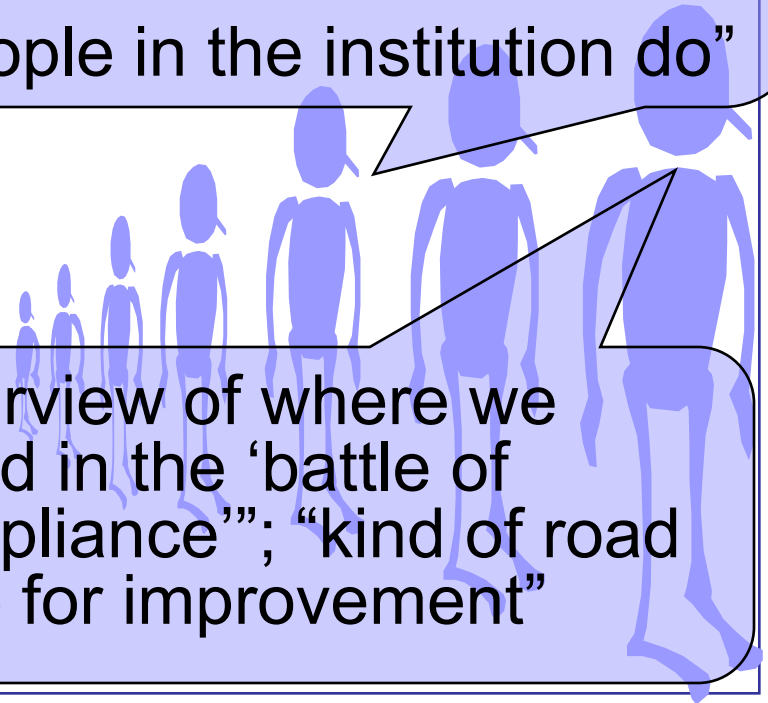 ople in the institution do”
rview of where we
d in the ‘battle of
pliance’”; “kind of road
for improvement”